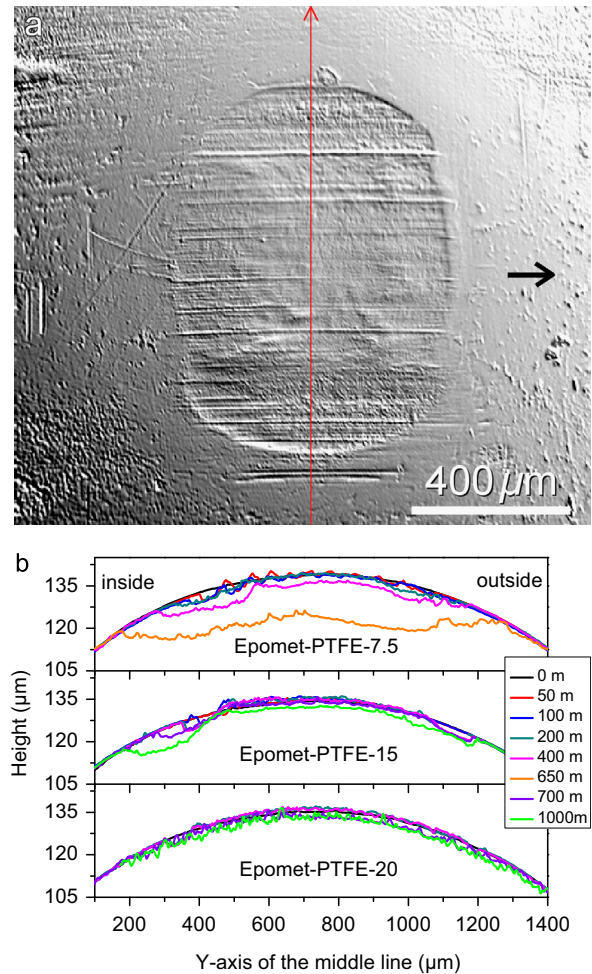 a
400 µm
b
inside
outside
135
120
105
Epomet-PTFE-7.5
135
120
105
Epomet-PTFE-15
135
120
105
Epomet-PTFE-20
Height (µm)
0 m
50 m
100 m
200 m
400 m
650 m
700 m
1000m
200 400 600 800 1000 1200 1400
Y-axis of the middle line (µm)